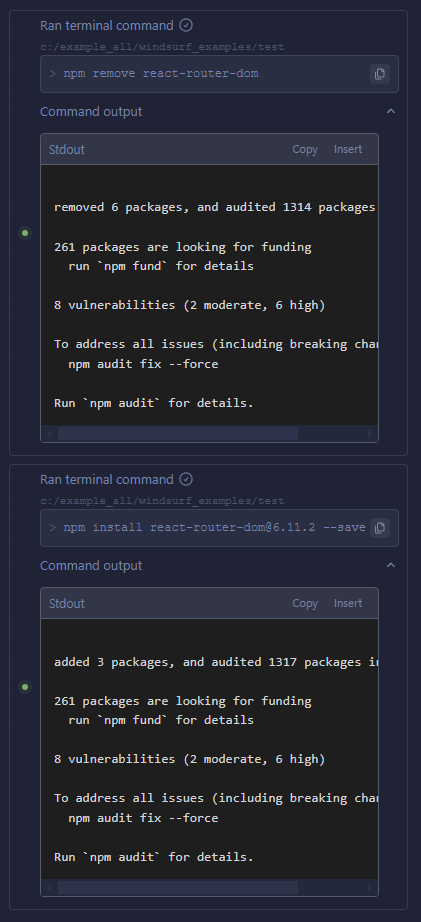 Ran terminal command
c:/example_all/windsurf_examples/test
> npm remove react-router-dom
Command output
Stdout Copy Insert
removed 6 packages, and audited 1314 packages
261 packages are looking for funding
run `npm fund` for details
8 vulnerabilities (2 moderate, 6 high)
To address all issues (including breaking cha
npm audit fix --force
Run `npm audit` for details.
Ran terminal command
c:/example_all/windsurf_examples/test
> npm install react-router-dom@6.11.2 --save
Command output
Stdout Copy Insert
added 3 packages, and audited 1317 packages i
261 packages are looking for funding
run `npm fund` for details
8 vulnerabilities (2 moderate, 6 high)
To address all issues (including breaking cha
npm audit fix --force
Run `npm audit` for details.